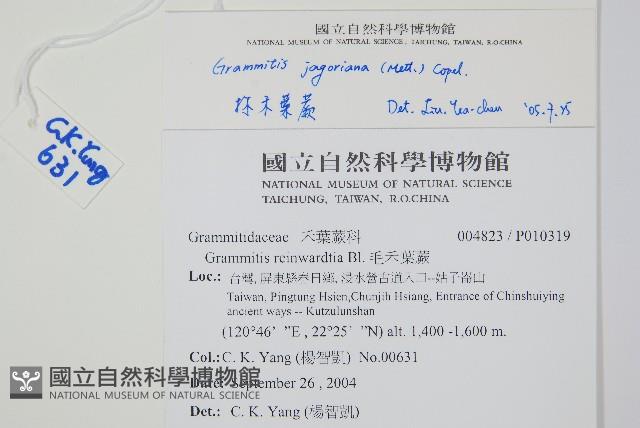 國立自然科學博物館
NATIONAL MUSEUM OF NATURAL SCIENCE, TAICHUNG, TAIWAN, R.O.CHINA
Grammitis jagoriana (Mett.) Copel.
禾葉蕨 Det. Liu. Yea-chen '05.7.25
C.K. Yang
631
國立自然科學博物館
NATIONAL MUSEUM OF NATURAL SCIENCE
TAICHUNG, TAIWAN, R.O.CHINA
Grammitidaceae 禾葉蕨科 004823 / P010319
Grammitis reinwardtia Bl. 毛禾葉蕨
Loc.: 台灣, 屏東縣春日鄉, 浸水營古道入口--姑子崙山
Taiwan, Pingtung Hsien,Chunjih Hsiang, Entrance of Chinshuiying
ancient ways -- Kutzulunshan
(120°46’ ”E , 22°25’ ”N) alt. 1,400 -1,600 m.
Col.: C. K. Yang (楊智凱) No.00631
Date: September 26 , 2004
Det.: C. K. Yang (楊智凱)
國立自然科學博物館
NATIONAL MUSEUM OF NATURAL SCIENCE